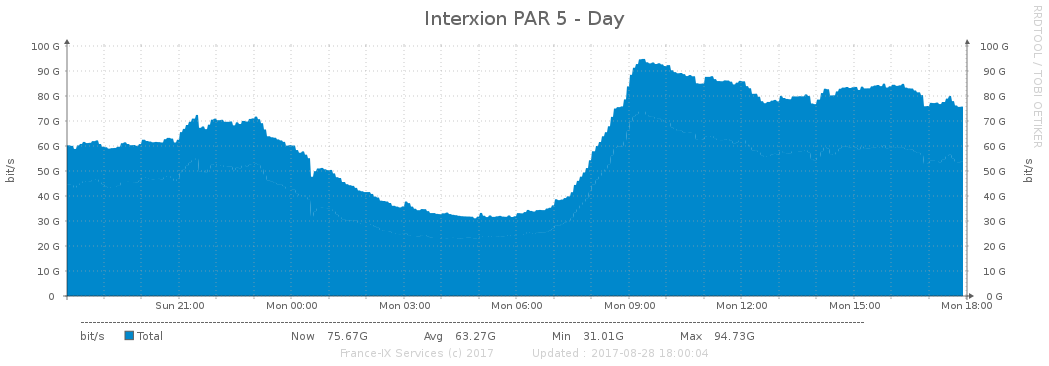 Interxion PAR 5 - Day
RRDTOOL / TOBI OETIKER
100 G 100 G
90 G 90 G
80 G 80 G
70 G 70 G
60 G 60 G
50 G 50 G
40 G 40 G
30 G 30 G
20 G 20 G
10 G 10 G
0 0 G
bit/s bit/s
Sun 21:00 Mon 00:00 Mon 03:00 Mon 06:00 Mon 09:00 Mon 12:00 Mon 15:00 Mon 18:00
bit/s Total Now 75.67G Avg 63.27G Min 31.01G Max 94.73G
France-IX Services (c) 2017 Updated : 2017-08-28 18:00:04